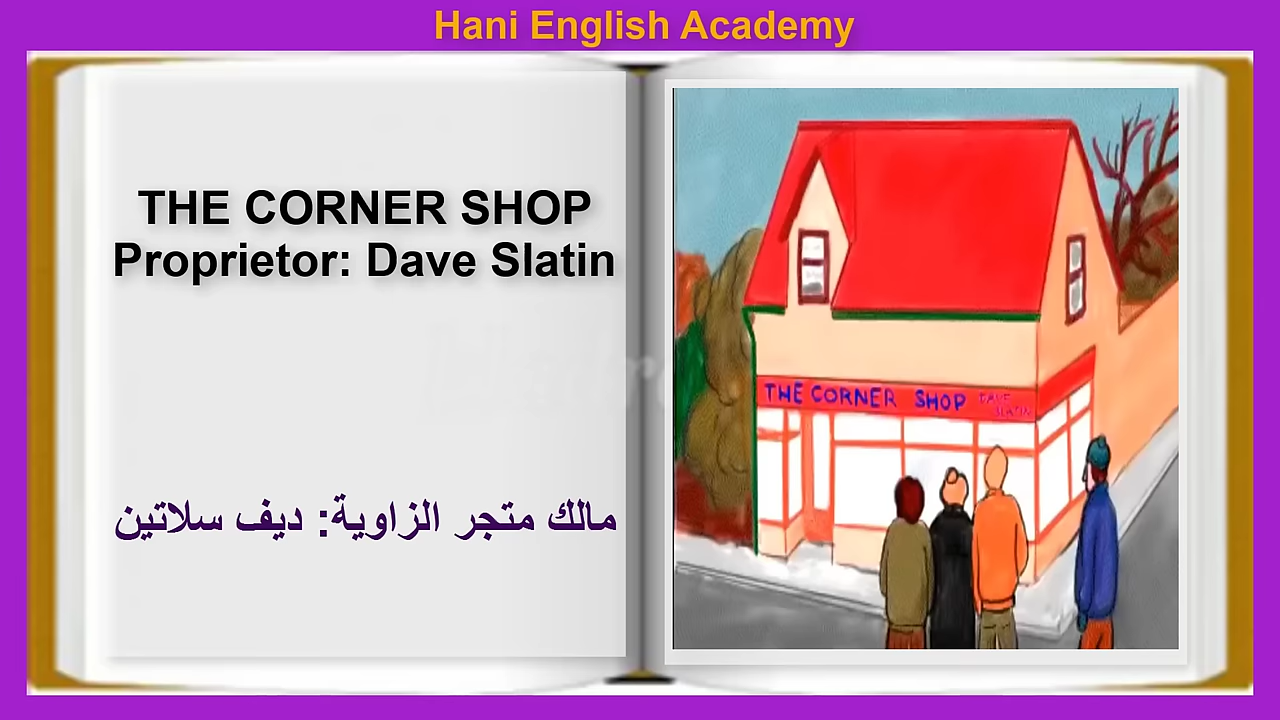 Hani English Academy
THE CORNER SHOP
Proprietor: Dave Slatin
مالك متجر الزاوية: ديف سلاتين
THE CORNER SHOP
DAVE
SLATIN